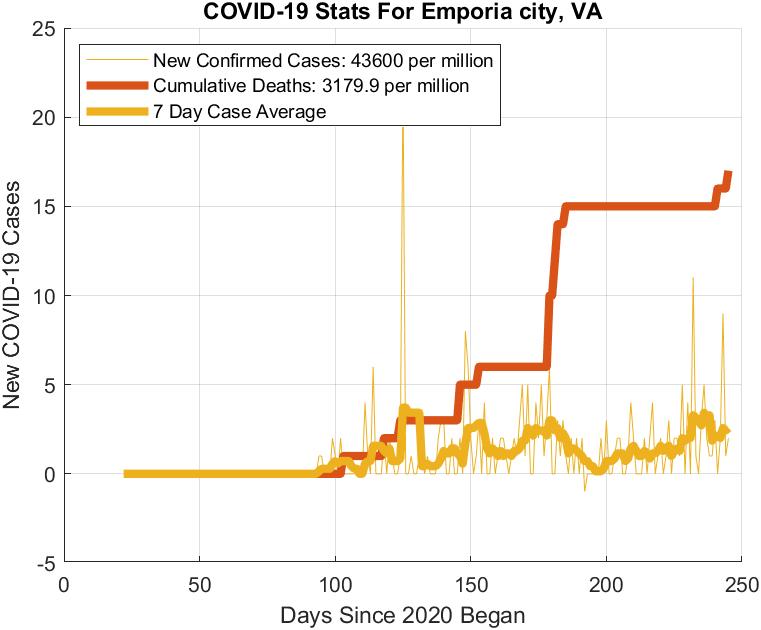 COVID-19 Stats For Emporia city, VA
New Confirmed Cases: 43600 per million
Cumulative Deaths: 3179.9 per million
7 Day Case Average
New COVID-19 Cases
25
20
15
10
5
0
-5
0 50 100 150 200 250
Days Since 2020 Began